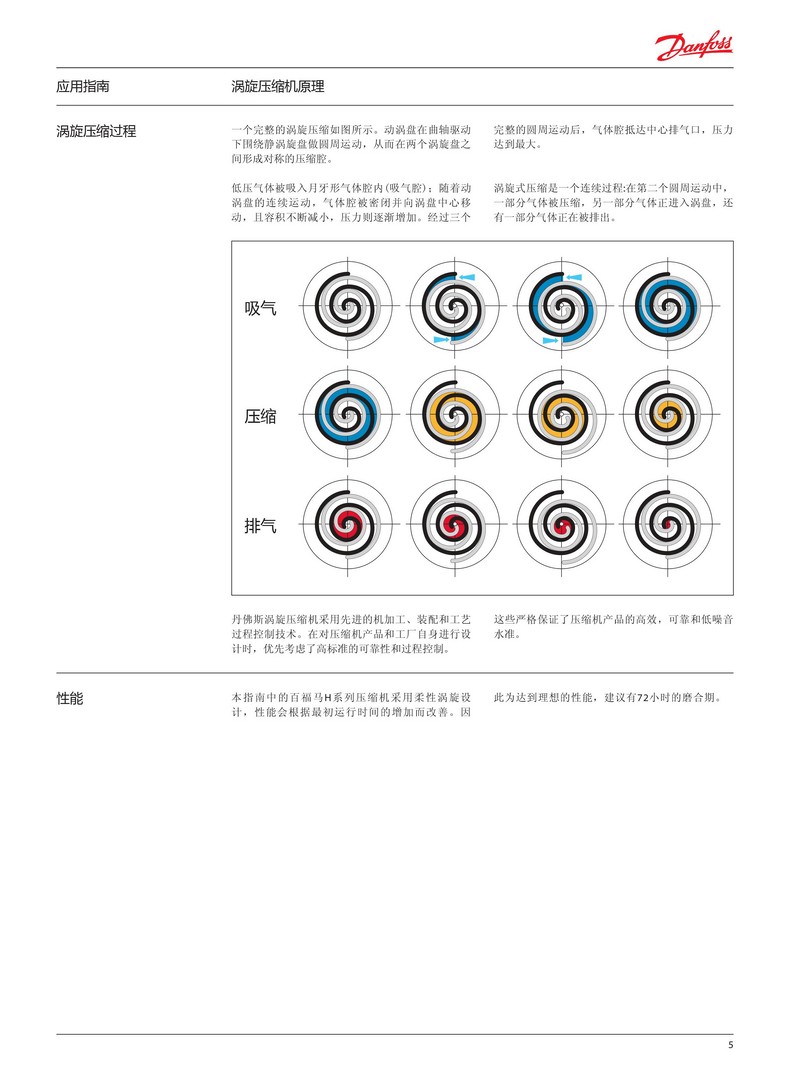 Danfoss
应用指南
涡旋压缩机原理
涡旋压缩过程
一个完整的涡旋压缩如图所示。动涡盘在曲轴驱动
下围绕静涡旋盘做圆周运动，从而在两个涡旋盘之
间形成对称的压缩腔。
低压气体被吸入月牙形气体腔内(吸气腔)；随着动
涡盘的连续运动，气体腔被密闭并向涡盘中心移
动，且容积不断减小，压力则逐渐增加。经过三个
完整的圆周运动后，气体腔抵达中心排气口，压力
达到最大。
涡旋式压缩是一个连续过程:在第二个圆周运动中，
一部分气体被压缩，另一部分气体正进入涡盘，还
有一部分气体正在被排出。
吸气
压缩
排气
丹佛斯涡旋压缩机采用先进的机加工、装配和工艺
过程控制技术。在对压缩机产品和工厂自身进行设
计时，优先考虑了高标准的可靠性和过程控制。
这些严格保证了压缩机产品的高效，可靠和低噪音
水准。
性能
本指南中的百福马H系列压缩机采用柔性涡旋设
计，性能会根据最初运行时间的增加而改善。因
此为达到理想的性能，建议有72小时的磨合期。
5